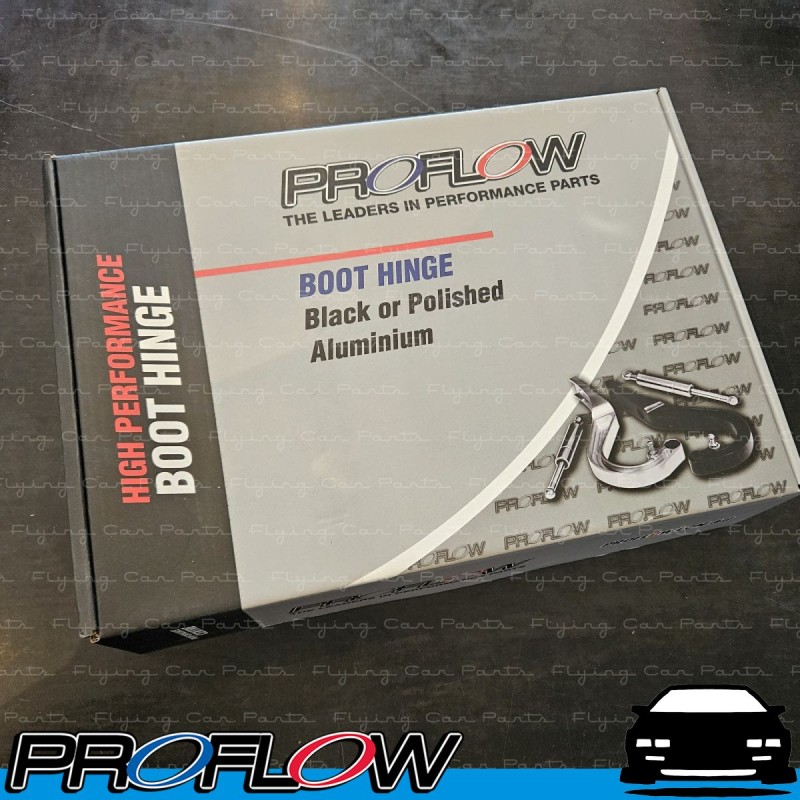 PROFLOW
THE LEADERS IN PERFORMANCE PARTS
BOOT HINGE
Black or Polished
Aluminium
HIGH PERFORMANCE
BOOT HINGE
PROFLOW
PROFLOW
PROFLOW
PROFLOW
PROFLOW
PROFLOW
PROFLOW
PROFLOW
Flying Car Parts
PROFLOW